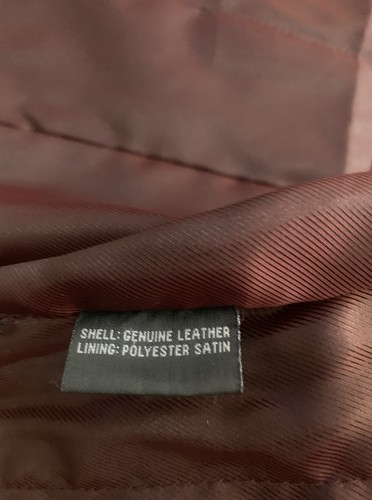 SHELL: GENUINE LEATHER
LINING: POLYESTER SATIN